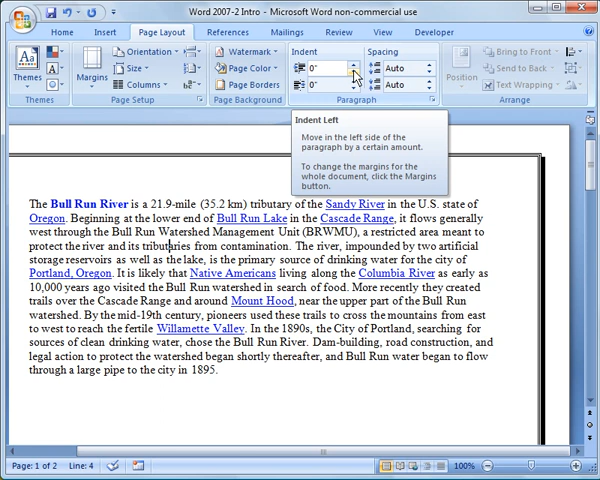 Word 2007-2 Intro - Microsoft Word non-commercial use
Home Insert Page Layout References Mailings Review View Developer
Themes
Themes
Margins
Orientation
Size
Columns
Page Setup
Watermark
Page Color
Page Borders
Page Background
Indent
0"
0"
Spacing
Auto
Auto
Paragraph
Position
Bring to Front
Send to Back
Text Wrapping
Arrange
Indent Left
Move in the left side of the
paragraph by a certain amount.
To change the margins for the
whole document, click the Margins
button.
The Bull Run River is a 21.9-mile (35.2 km) tributary of the Sandy River in the U.S. state of
Oregon. Beginning at the lower end of Bull Run Lake in the Cascade Range, it flows generally
west through the Bull Run Watershed Management Unit (BRWMU), a restricted area meant to
protect the river and its tributaries from contamination. The river, impounded by two artificial
storage reservoirs as well as the lake, is the primary source of drinking water for the city of
Portland, Oregon. It is likely that Native Americans living along the Columbia River as early as
10,000 years ago visited the Bull Run watershed in search of food. More recently they created
trails over the Cascade Range and around Mount Hood, near the upper part of the Bull Run
watershed. By the mid-19th century, pioneers used these trails to cross the mountains from east
to west to reach the fertile Willamette Valley. In the 1890s, the City of Portland, searching for
sources of clean drinking water, chose the Bull Run River. Dam-building, road construction, and
legal action to protect the watershed began shortly thereafter, and Bull Run water began to flow
through a large pipe to the city in 1895.
Page: 1 of 2 Line: 4 100%